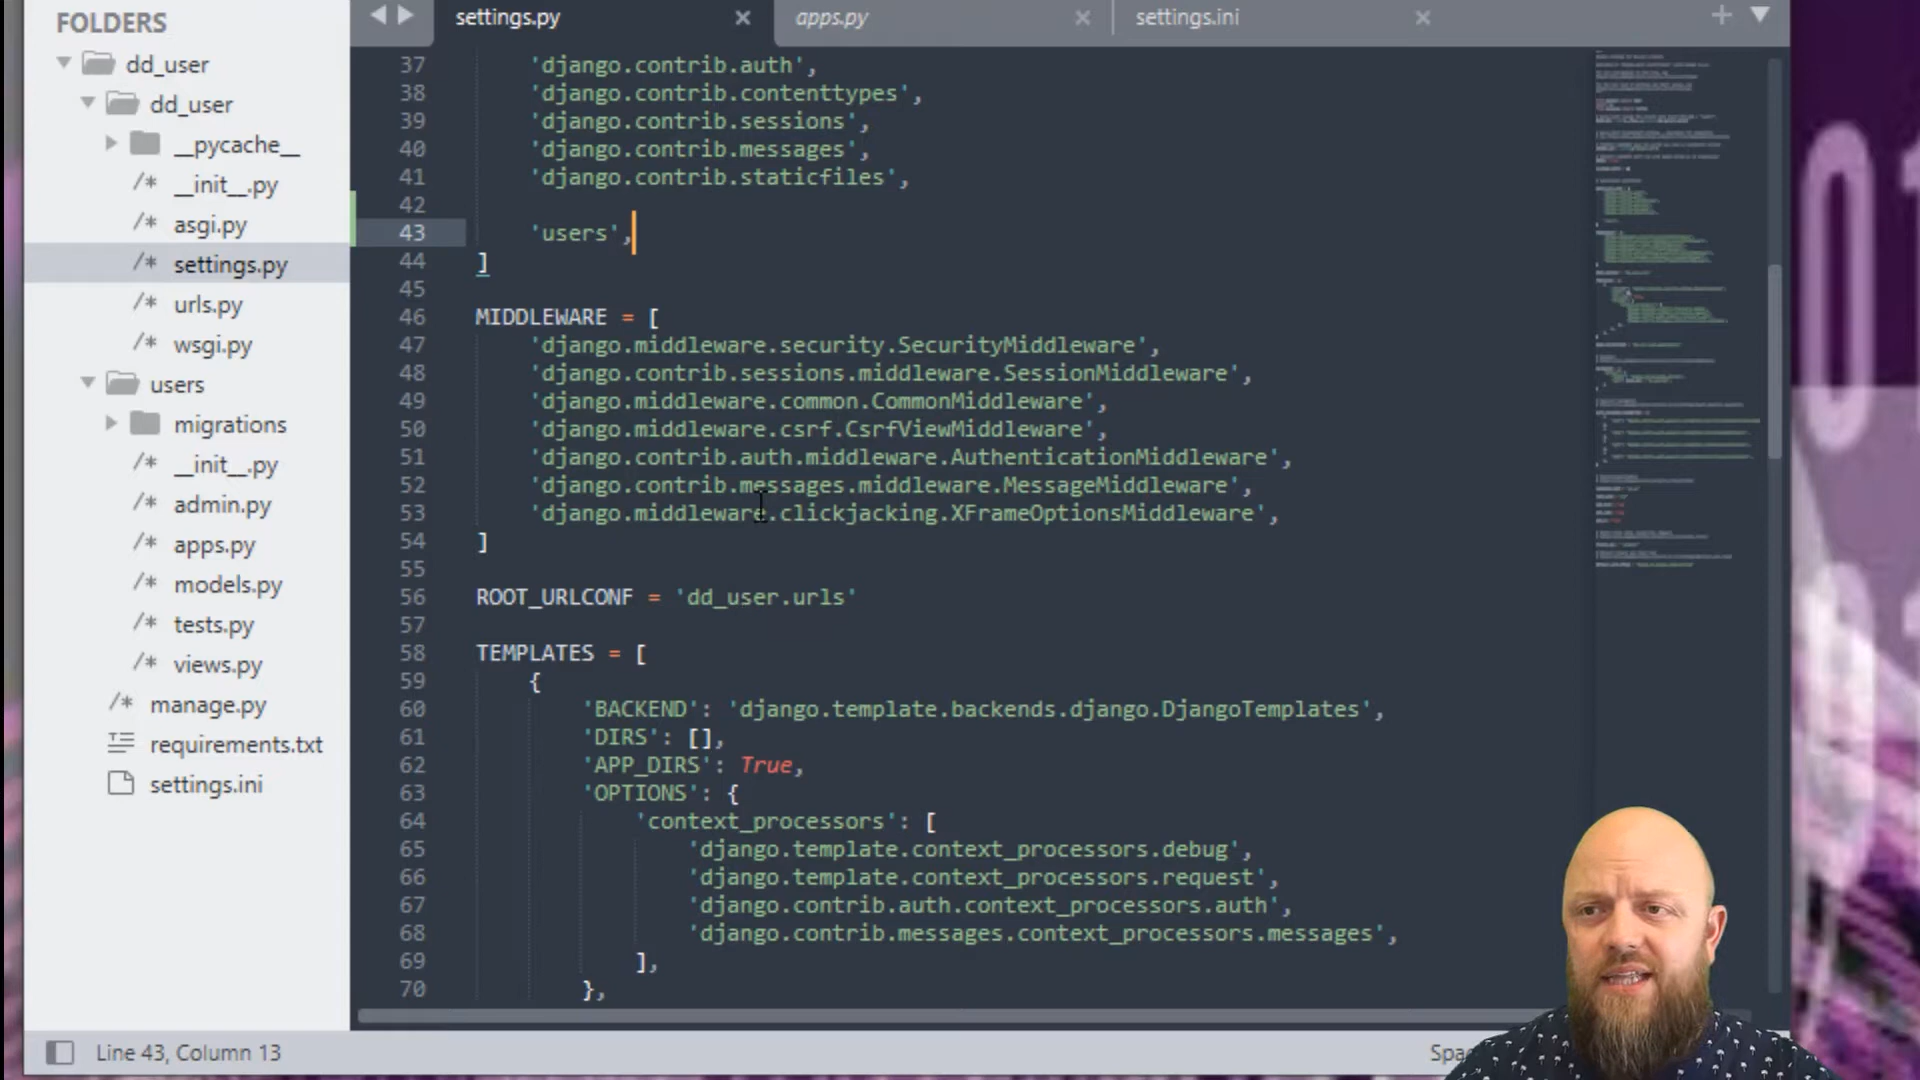 FOLDERS
dd_user
dd_user
__pycache__
/* __init__.py
/* asgi.py
/* settings.py
/* urls.py
/* wsgi.py
users
migrations
/* __init__.py
/* admin.py
/* apps.py
/* models.py
/* tests.py
/* views.py
/* manage.py
requirements.txt
settings.ini
settings.py
apps.py
settings.ini
37 'django.contrib.auth',
38 'django.contrib.contenttypes',
39 'django.contrib.sessions',
40 'django.contrib.messages',
41 'django.contrib.staticfiles',
42
43 'users',
44 ]
45
46 MIDDLEWARE = [
47 'django.middleware.security.SecurityMiddleware',
48 'django.contrib.sessions.middleware.SessionMiddleware',
49 'django.middleware.common.CommonMiddleware',
50 'django.middleware.csrf.CsrfViewMiddleware',
51 'django.contrib.auth.middleware.AuthenticationMiddleware',
52 'django.contrib.messages.middleware.MessageMiddleware',
53 'django.middleware.clickjacking.XFrameOptionsMiddleware',
54 ]
55
56 ROOT_URLCONF = 'dd_user.urls'
57
58 TEMPLATES = [
59 {
60 'BACKEND': 'django.template.backends.django.DjangoTemplates',
61 'DIRS': [],
62 'APP_DIRS': True,
63 'OPTIONS': {
64 'context_processors': [
65 'django.template.context_processors.debug',
66 'django.template.context_processors.request',
67 'django.contrib.auth.context_processors.auth',
68 'django.contrib.messages.context_processors.messages',
69 ],
70 },
Line 43, Column 13